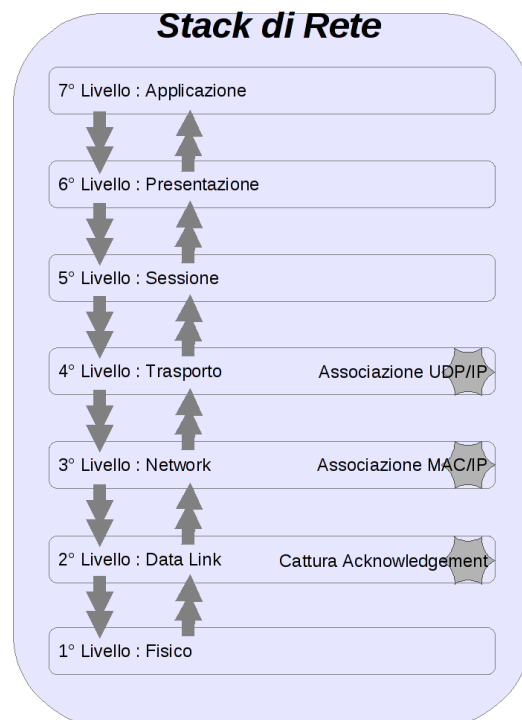 Stack di Rete
7° Livello : Applicazione
6° Livello : Presentazione
5° Livello : Sessione
4° Livello : Trasporto Associazione UDP/IP
3° Livello : Network Associazione MAC/IP
2° Livello : Data Link Cattura Acknowledgement
1° Livello : Fisico